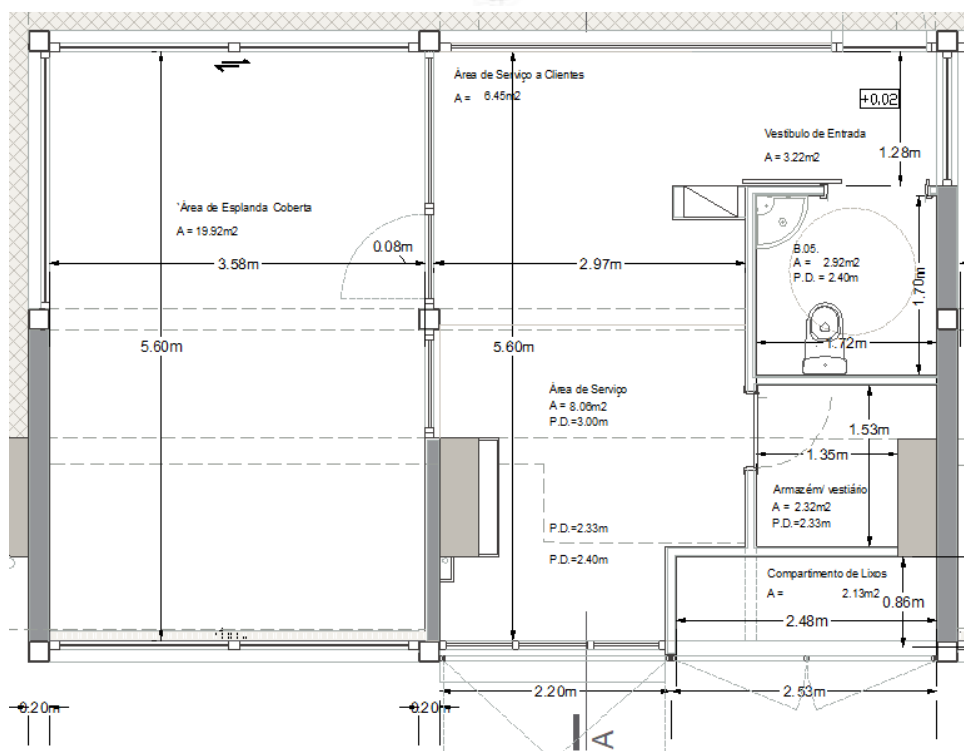 Área de Serviço a Clientes
A = 6.45m2
+0.02
Vestíbulo de Entrada
A = 3.22m2
1.28m
'Área de Esplanda Coberta
A = 19.92m2
0.08m
3.58m
2.97m
B.05.
A = 2.92m2
P.D. = 2.40m
1.70m
5.60m
5.60m
1.72m
Área de Serviço
A = 8.06m2
P.D.=3.00m
1.53m
1.35m
Armazém/ vestiário
A = 2.32m2
P.D.=2.33m
P.D.=2.33m
P.D.=2.40m
Compartimento de Lixos
A = 2.13m2
0.86m
2.48m
2.20m
2.53m
0.20m
0.20m
A